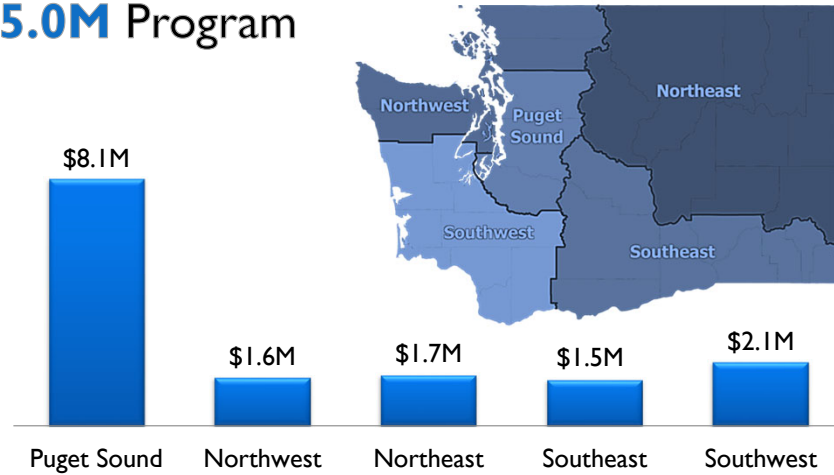 5.0M Program
Northwest
Puget
Sound
Northeast
Southwest
Southeast
$8.1M
$1.6M
$1.7M
$1.5M
$2.1M
Puget Sound
Northwest
Northeast
Southeast
Southwest